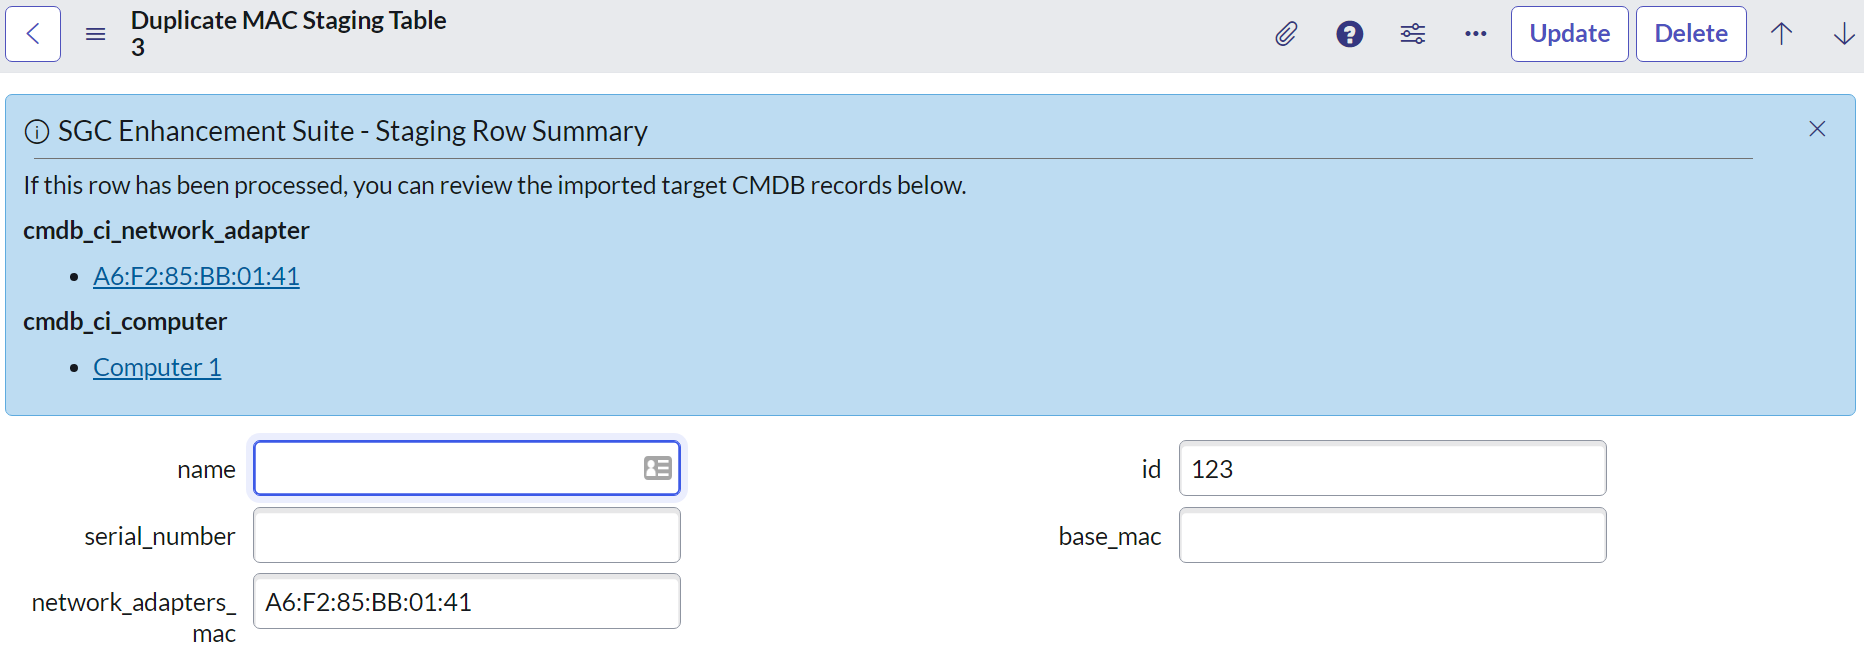 Duplicate MAC Staging Table
3
Update
Delete
SGC Enhancement Suite - Staging Row Summary
If this row has been processed, you can review the imported target CMDB records below.
cmdb_ci_network_adapter
A6:F2:85:BB:01:41
cmdb_ci_computer
Computer 1
name
id
123
serial_number
base_mac
network_adapters_
mac
A6:F2:85:BB:01:41